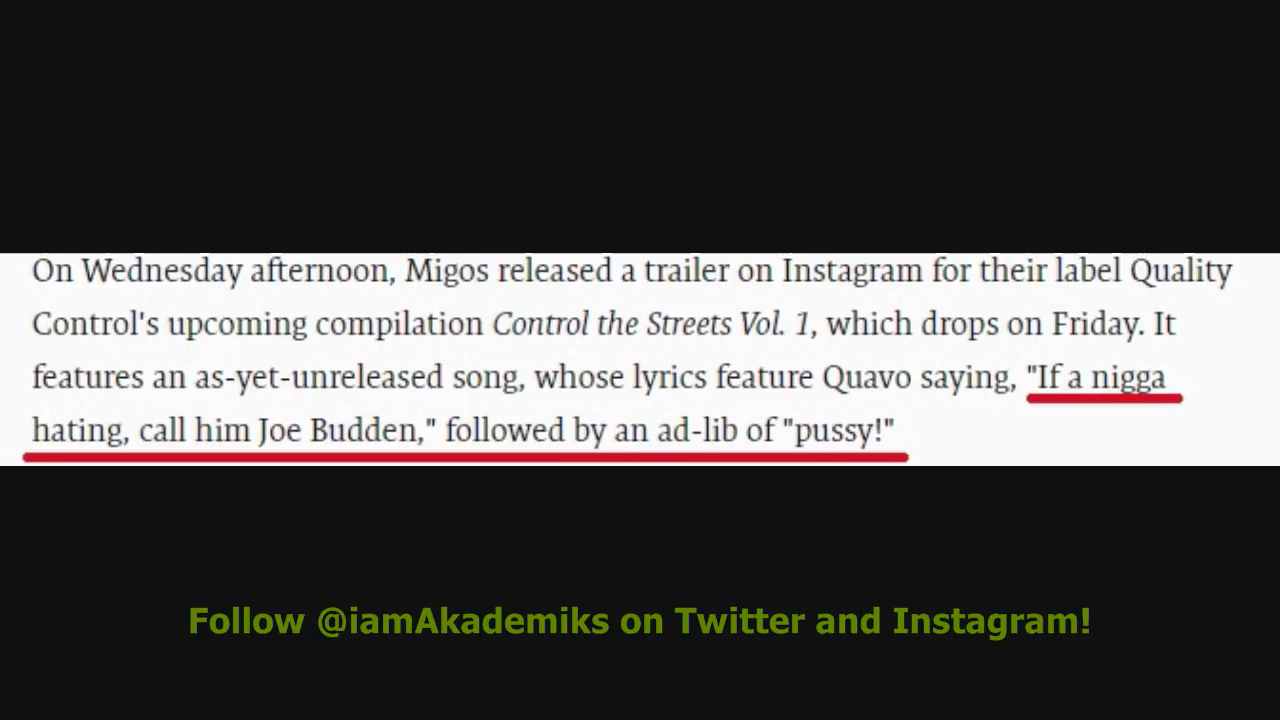 On Wednesday afternoon, Migos released a trailer on Instagram for their label Quality
Control's upcoming compilation Control the Streets Vol. 1, which drops on Friday. It
features an as-yet-unreleased song, whose lyrics feature Quavo saying, "If a nigga
hating, call him Joe Budden," followed by an ad-lib of "pussy!"
Follow @iamAkademiks on Twitter and Instagram!